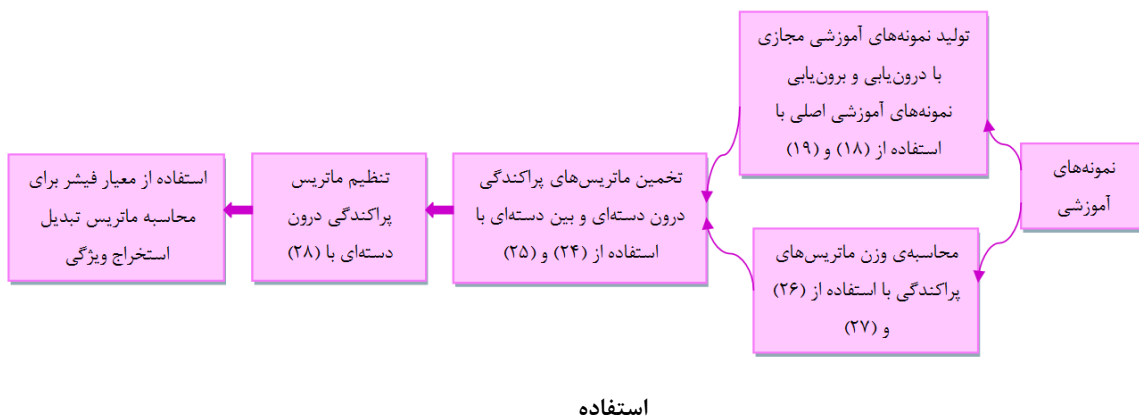 نمونه‌های
آموزشی
تولید نمونه‌های آموزشی مجازی
با درون‌یابی و برون‌یابی
نمونه‌های آموزشی اصلی با
استفاده از (۱۸) و (۱۹)
محاسبه‌ی وزن ماتریس‌های
پراکندگی با استفاده از (۲۶)
و (۲۷)
تخمین ماتریس‌های پراکندگی
درون دسته‌ای و بین دسته‌ای با
استفاده از (۲۴) و (۲۵)
تنظیم ماتریس
پراکندگی درون
دسته‌ای با (۲۸)
استفاده از معیار فیشر برای
محاسبه ماتریس تبدیل
استخراج ویژگی
استفاده